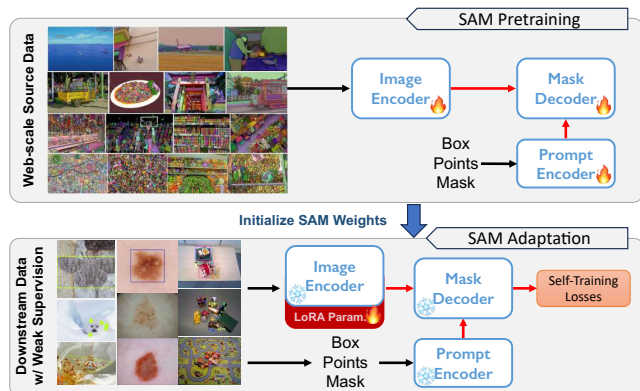 SAM Pretraining
Web-scale Source Data
Image
Encoder
Mask
Decoder
Box
Points
Mask
Prompt
Encoder
Initialize SAM Weights
SAM Adaptation
Downstream Data
w/ Weak Supervision
Image
Encoder
LoRA Param.
Mask
Decoder
Self-Training
Losses
Box
Points
Mask
Prompt
Encoder